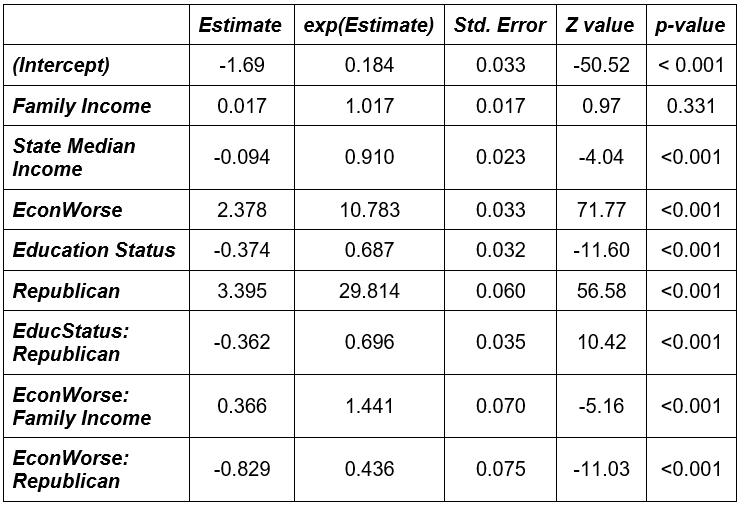 Estimate exp(Estimate) Std. Error Z value p-value
(Intercept) -1.69 0.184 0.033 -50.52 < 0.001
Family Income 0.017 1.017 0.017 0.97 0.331
State Median
Income -0.094 0.910 0.023 -4.04 <0.001
EconWorse 2.378 10.783 0.033 71.77 <0.001
Education Status -0.374 0.687 0.032 -11.60 <0.001
Republican 3.395 29.814 0.060 56.58 <0.001
EducStatus:
Republican -0.362 0.696 0.035 10.42 <0.001
EconWorse:
Family Income 0.366 1.441 0.070 -5.16 <0.001
EconWorse:
Republican -0.829 0.436 0.075 -11.03 <0.001